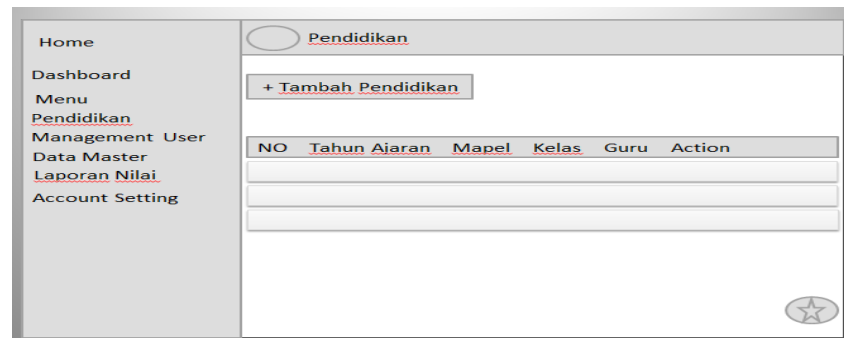 Home
Dashboard
Menu
Pendidikan
Management User
Data Master
Laporan Nilai
Account Setting
Pendidikan
+ Tambah Pendidikan
NO Tahun Ajaran Mapel Kelas Guru Action